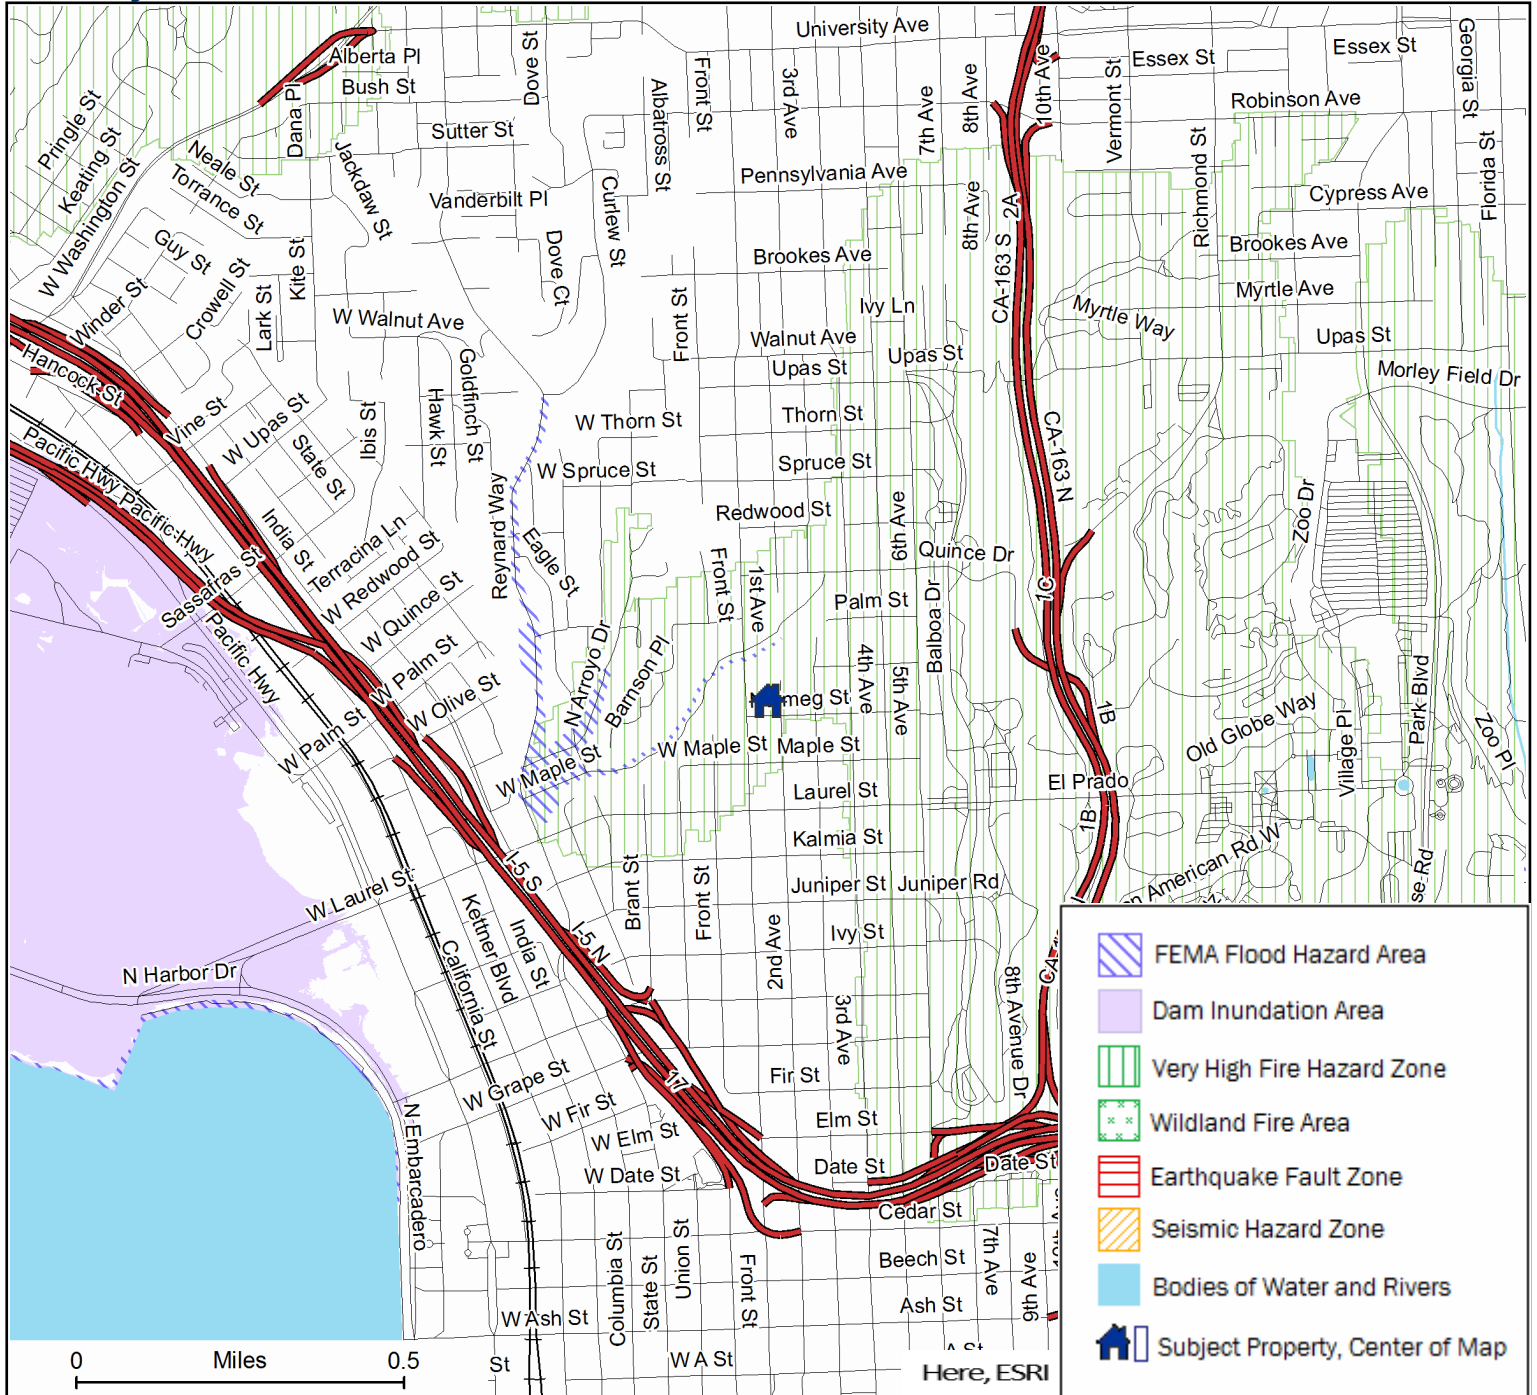 University Ave
Essex St
Essex St
Georgia St
Alberta Pl
Bush St
Dana Pl
Dove St
Front St
Albatross St
3rd Ave
7th Ave
8th Ave
10th Ave
Vermont St
Robinson Ave
Florida St
Richmond St
Pringle St
Keating St
W Washington St
Sutter St
Neale St
Torrance St
Jackdaw St
Vanderbilt Pl
Curlew St
Pennsylvania Ave
8th Ave
2A
CA-163 S
Cypress Ave
Brookes Ave
Guy St
Crowell St
Kite St
Lark St
Dove Ct
Brookes Ave
Myrtle Ave
Winder St
W Walnut Ave
Front St
Ivy Ln
Myrtle Way
Walnut Ave
Upas St
Upas St
Upas St
Morley Field Dr
Hancock St
Goldfinch St
Hawk St
Ibis St
Vine St
W Upas St
State St
W Thorn St
Thorn St
CA-163 N
Pacific Hwy
Pacific Hwy
W Spruce St
Spruce St
Reynard Way
Redwood St
6th Ave
Zoo Dr
India St
Terracina Ln
W Redwood St
Eagle St
Front St
1st Ave
Quince Dr
1C
Sassafras St
W Quince St
Palm St
Balboa Dr
Pacific Hwy
W Palm St
N Arroyo Dr
Barnson Pl
4th Ave
5th Ave
W Olive St
meg St
1B
Old Globe Way
Village Pl
Park Blvd
Zoo Pl
W Palm St
W Maple St
W Maple St
Maple St
Laurel St
El Prado
1B
Kalmia St
I-5 S
Brant St
Front St
Juniper St
Juniper Rd
an American Rd W
se Rd
W Laurel St
Kettner Blvd
India St
I-5 N
2nd Ave
Ivy St
N Harbor Dr
California St
3rd Ave
8th Avenue Dr
CA-1
17
Fir St
W Grape St
W Fir St
Elm St
W Elm St
W Date St
Date St
Date St
N Embarcadero
Cedar St
Columbia St
State St
Union St
Front St
Beech St
7th Ave
9th Ave
10th Av
Ash St
W Ash St
W A St
A St
St
0 Miles 0.5
Here, ESRI
FEMA Flood Hazard Area
Dam Inundation Area
Very High Fire Hazard Zone
Wildland Fire Area
Earthquake Fault Zone
Seismic Hazard Zone
Bodies of Water and Rivers
Subject Property, Center of Map